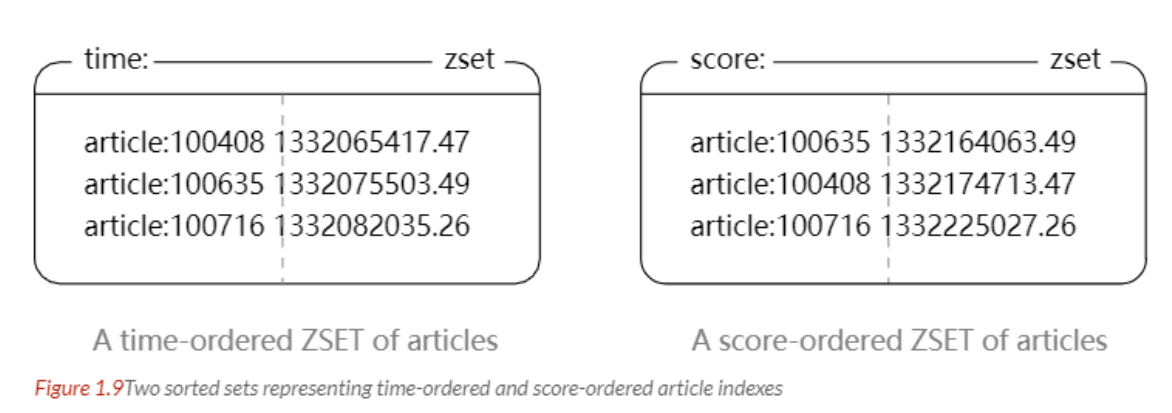 time: zset
article:100408 1332065417.47
article:100635 1332075503.49
article:100716 1332082035.26
A time-ordered ZSET of articles
score: zset
article:100635 1332164063.49
article:100408 1332174713.47
article:100716 1332225027.26
A score-ordered ZSET of articles
Figure 1.9Two sorted sets representing time-ordered and score-ordered article indexes